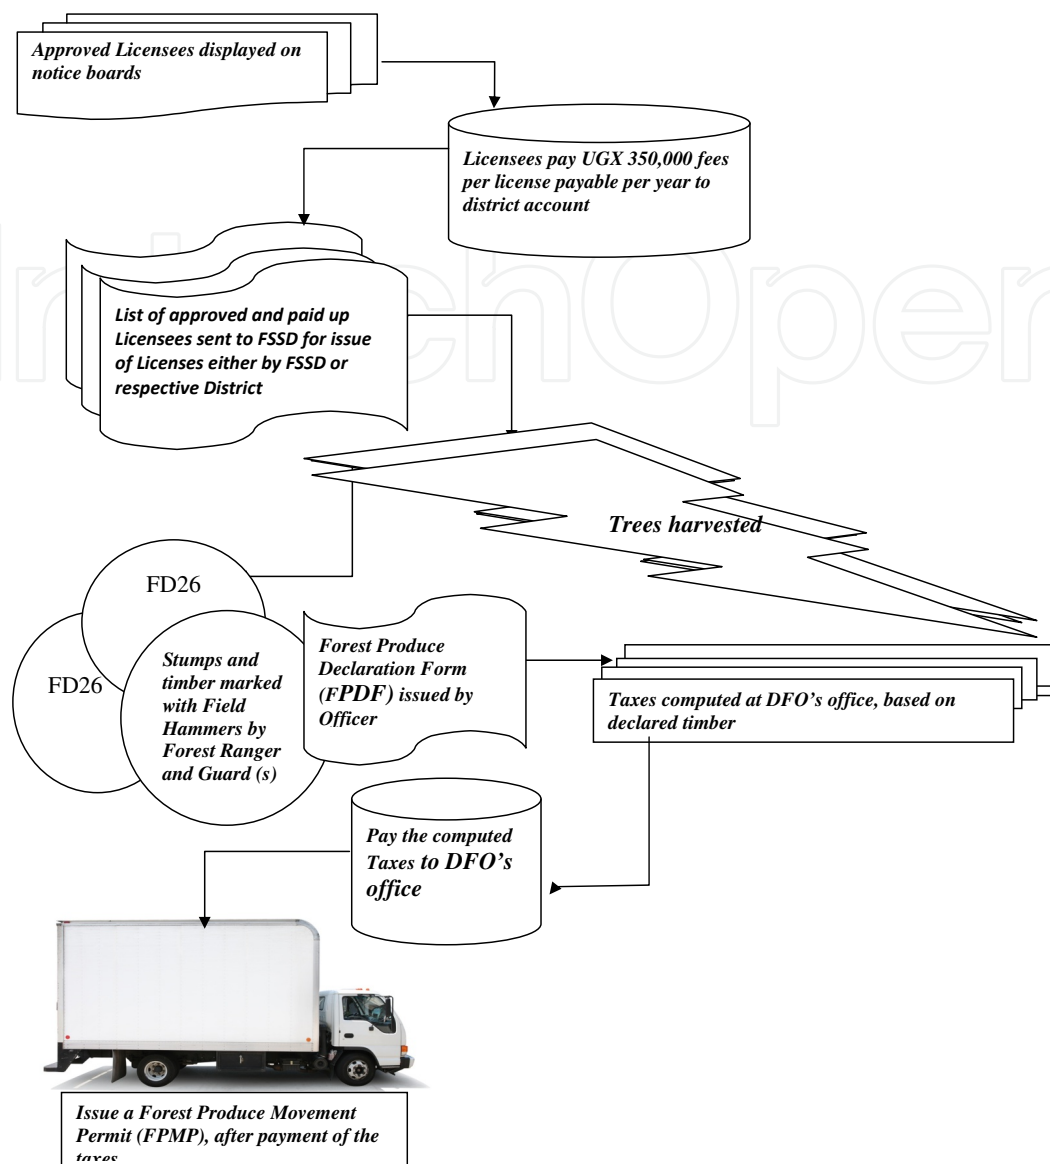 Approved Licensees displayed on
notice boards
Licensees pay UGX 350,000 fees
per license payable per year to
district account
List of approved and paid up
Licensees sent to FSSD for issue
of Licenses either by FSSD or
respective District
Trees harvested
FD26
FD26
Stumps and
timber marked
with Field
Hammers by
Forest Ranger
and Guard (s)
Forest Produce
Declaration Form
(FPDF) issued by
Officer
Taxes computed at DFO’s office, based on
declared timber
Pay the computed
Taxes to DFO’s
office
Issue a Forest Produce Movement
Permit (FPMP), after payment of the
taxes